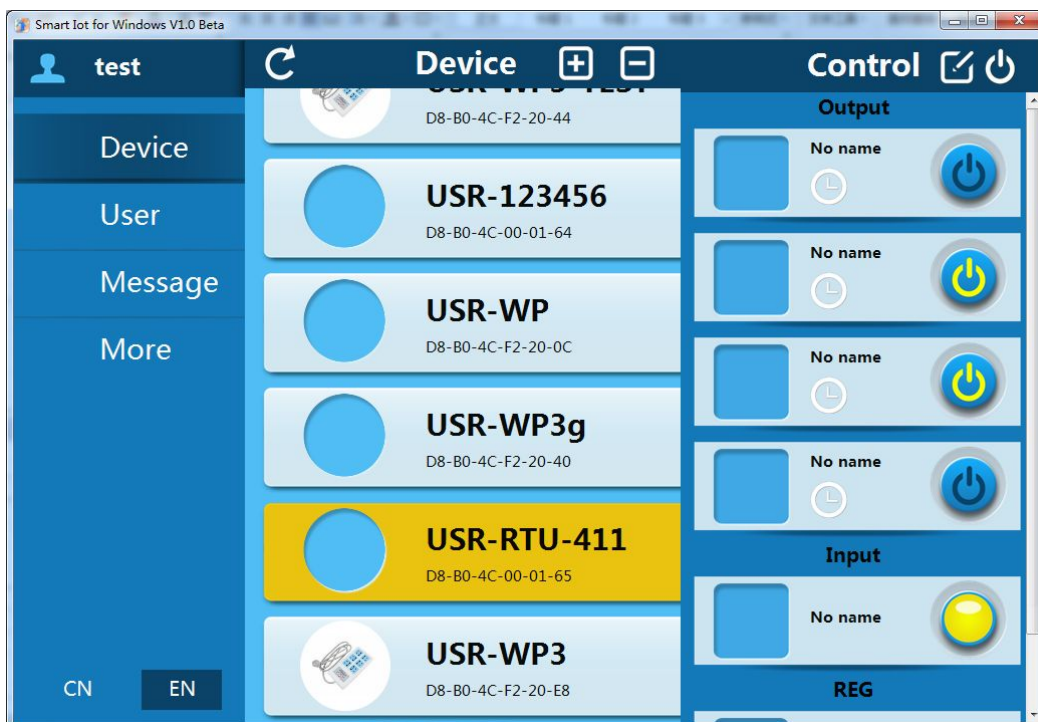 Smart Iot for Windows V1.0 Beta
test
Device
User
Message
More
CN
EN
Device
D8-B0-4C-F2-20-44
USR-123456
D8-B0-4C-00-01-64
USR-WP
D8-B0-4C-F2-20-0C
USR-WP3g
D8-B0-4C-F2-20-40
USR-RTU-411
D8-B0-4C-00-01-65
USR-WP3
D8-B0-4C-F2-20-E8
Control
Output
No name
No name
No name
No name
Input
No name
REG